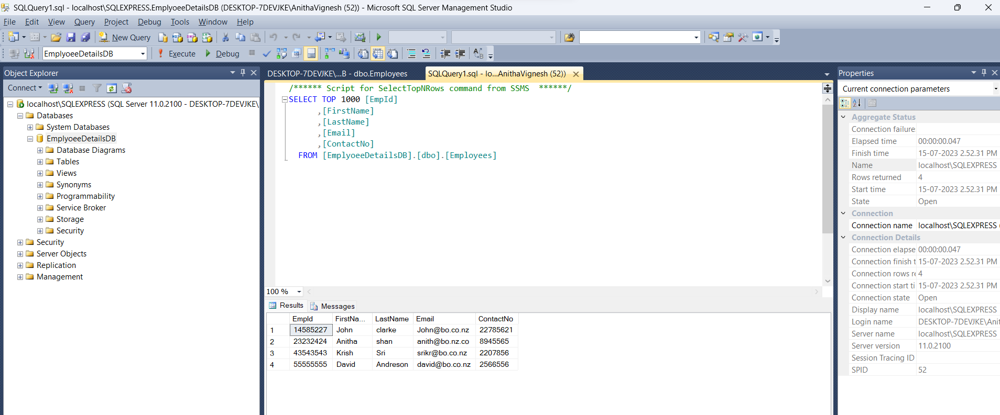 SQLQuery1.sql - localhost\SQLEXPRESS.EmplyoeeDetailsDB (DESKTOP-7DEVJKE\AnithaVignesh (52)) - Microsoft SQL Server Management Studio
File Edit View Query Project Debug Tools Window Help
New Query
EmplyoeeDetailsDB Execute Debug
Object Explorer
Connect
localhost\SQLEXPRESS (SQL Server 11.0.2100 - DESKTOP-7DEVJKE\
Databases
System Databases
EmplyoeeDetailsDB
Database Diagrams
Tables
Views
Synonyms
Programmability
Service Broker
Storage
Security
Security
Server Objects
Replication
Management
DESKTOP-7DEVJKE\...B - dbo.Employees SQLQuery1.sql - lo...AnithaVignesh (52))
/****** Script for SelectTopNRows command from SSMS ******/
SELECT TOP 1000 [EmpId]
,[FirstName]
,[LastName]
,[Email]
,[ContactNo]
FROM [EmplyoeeDetailsDB].[dbo].[Employees]
100 %
Results Messages
EmpId FirstNa... LastName Email ContactNo
1 14585227 John clarke John@bo.co.nz 22785621
2 23232424 Anitha shan anith@bo.nz.co 8945565
3 43543543 Krish Sri srikr@bo.co.nz 2207856
4 55555555 David Andreson david@bo.co.nz 2566556
Properties
Current connection parameters
Aggregate Status
Connection failure
Elapsed time 00:00:00.047
Finish time 15-07-2023 2.52.31 PM
Name localhost\SQLEXPRESS
Rows returned 4
Start time 15-07-2023 2.52.31 PM
State Open
Connection
Connection name localhost\SQLEXPRESS (
Connection Details
Connection elapse 00:00:00.047
Connection finish t 15-07-2023 2.52.31 PM
Connection rows re 4
Connection start ti 15-07-2023 2.52.31 PM
Connection state Open
Display name localhost\SQLEXPRESS
Login name DESKTOP-7DEVJKE\Anit
Server name localhost\SQLEXPRESS
Server version 11.0.2100
Session Tracing ID
SPID 52